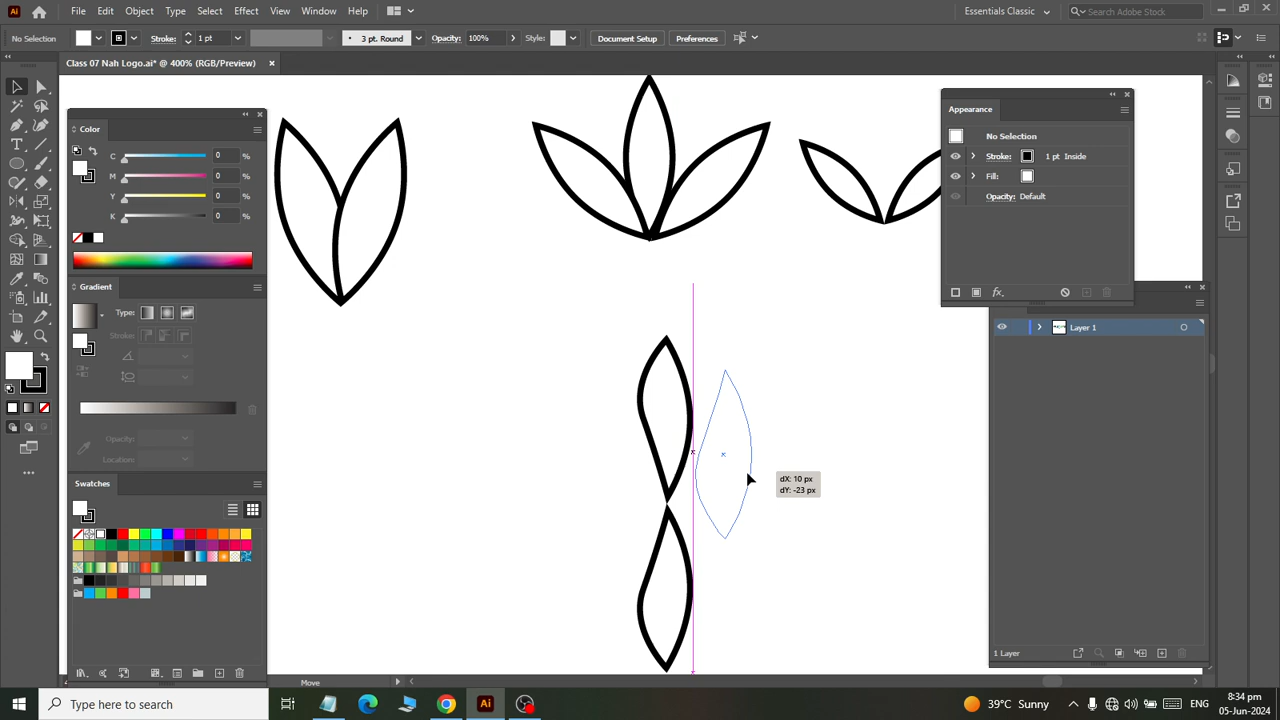 Ai File Edit Object Type Select Effect View Window Help Essentials Classic Search Adobe Stock
No Selection Stroke: 1 pt 3 pt. Round Opacity: 100% Style: Document Setup Preferences
Class 07 Nah Logo.ai* @ 400% (RGB/Preview)
Color
C 0 %
M 0 %
Y 0 %
K 0 %
Gradient
Type:
Stroke:
Opacity:
Location:
Swatches
Appearance
No Selection
Stroke: 1 pt Inside
Fill:
Opacity: Default
fx
Layer 1
dX: 10 px
dY: -23 px
1 Layer
Move
Type here to search
Ai
39°C Sunny
ENG
8:34 pm
05-Jun-2024